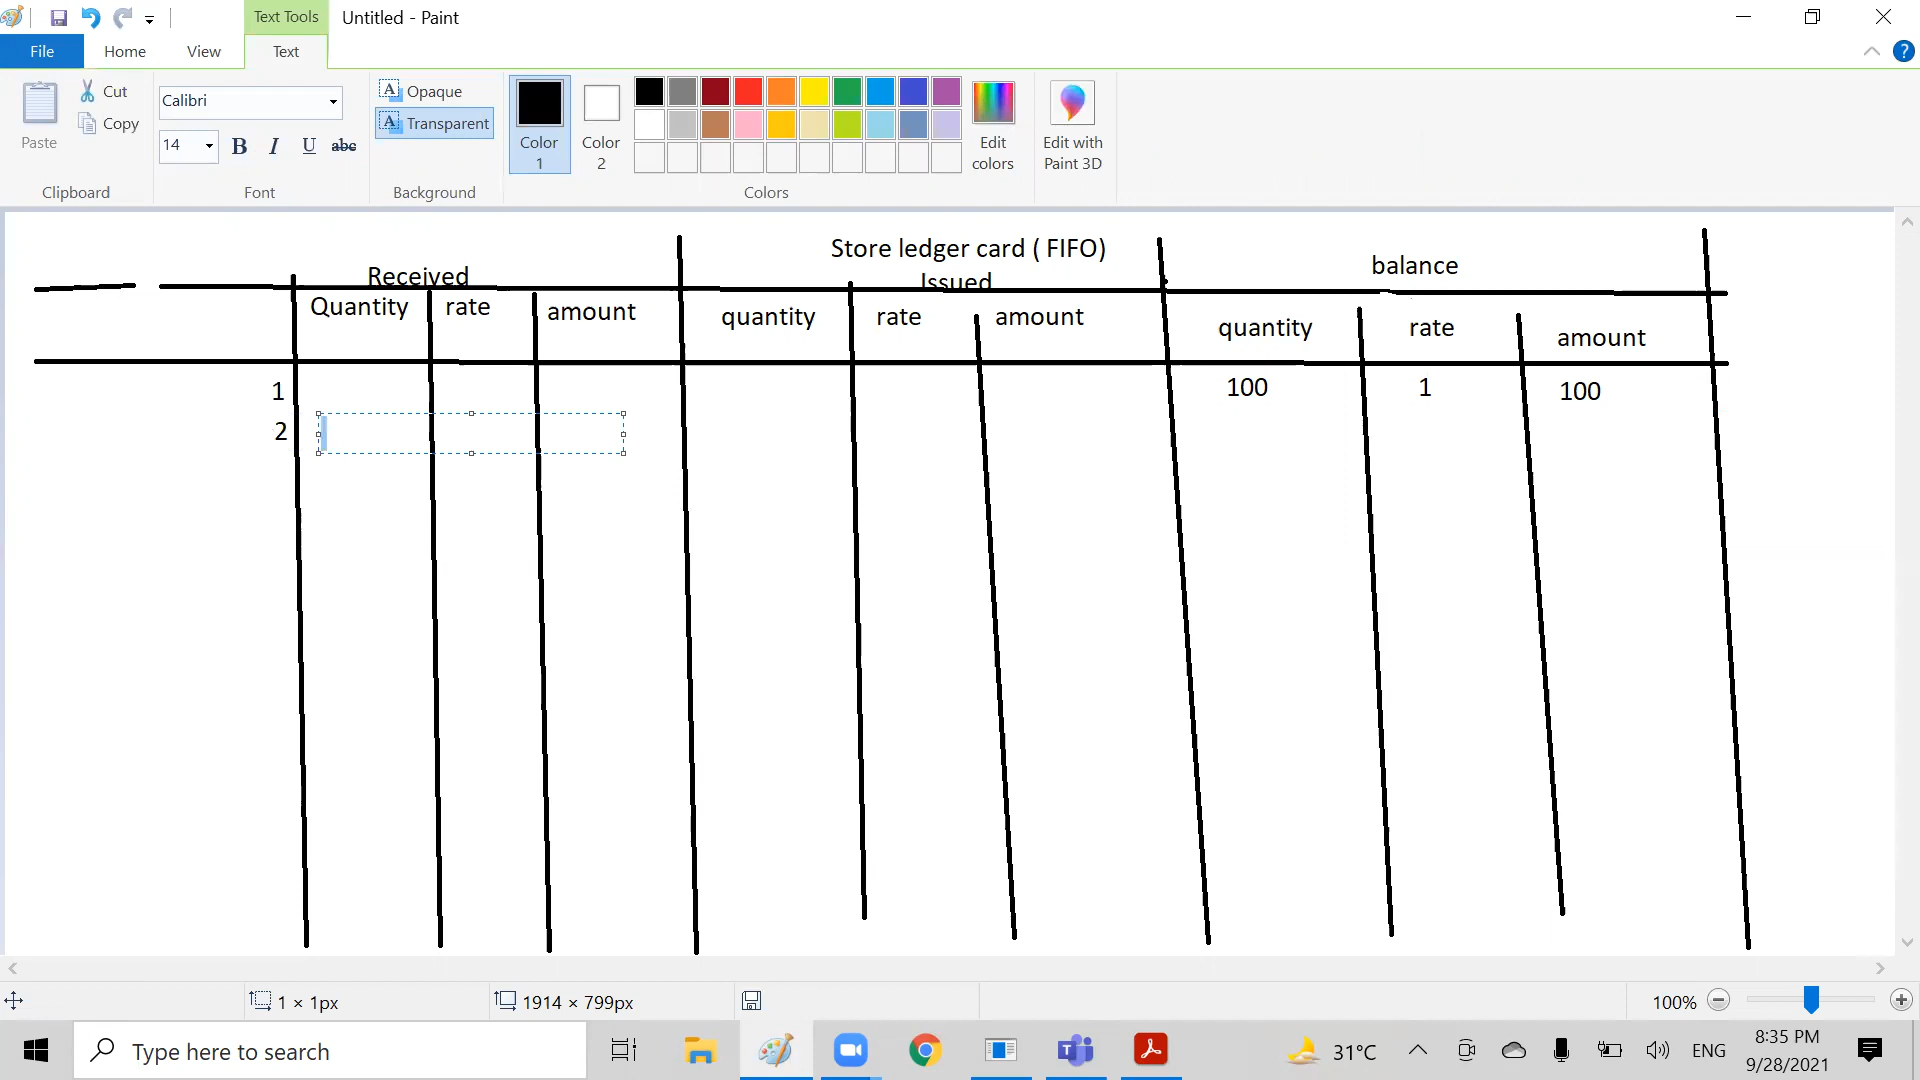 Text Tools
Untitled - Paint
File
Home
View
Text
Paste
Cut
Copy
Clipboard
Calibri
14
B I U abc
Font
A Opaque
A Transparent
Background
Color 1
Color 2
Edit colors
Colors
Edit with Paint 3D
Store ledger card ( FIFO)
Received
Issued
balance
Quantity
rate
amount
quantity
rate
amount
quantity
rate
amount
1
100
1
100
2
1 × 1px
1914 × 799px
100%
Type here to search
31°C
ENG
8:35 PM
9/28/2021